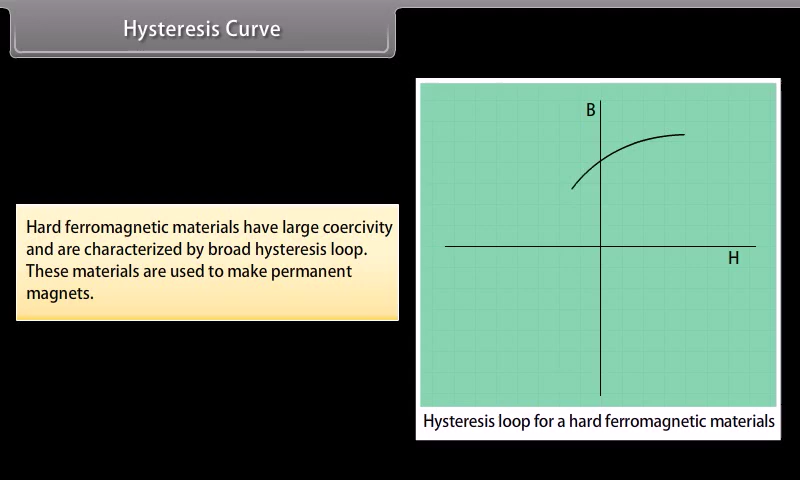 Hysteresis Curve
Hard ferromagnetic materials have large coercivity
and are characterized by broad hysteresis loop.
These materials are used to make permanent
magnets.
B
H
Hysteresis loop for a hard ferromagnetic materials